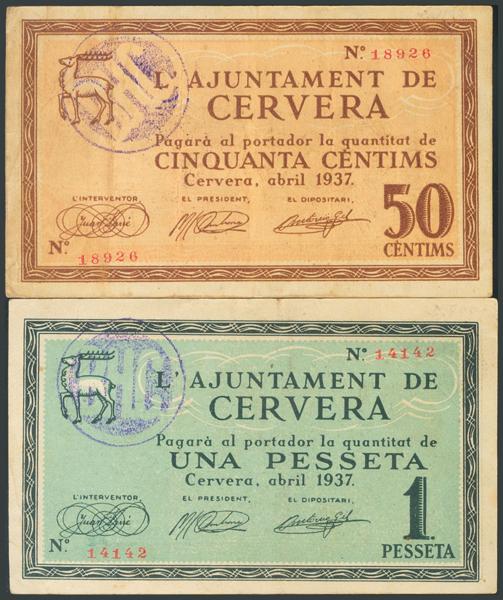 Nº 18926
L'AJUNTAMENT DE
CERVERA
Pagarà al portador la quantitat de
CINQUANTA CÈNTIMS
Cervera, abril 1937.
L'INTERVENTOR, EL PRESIDENT, EL DIPOSITARI,
50
CÈNTIMS
Nº 18926
Nº 14142
L'AJUNTAMENT DE
CERVERA
Pagarà al portador la quantitat de
UNA PESSETA
Cervera, abril 1937.
L'INTERVENTOR, EL PRESIDENT, EL DIPOSITARI,
1
PESSETA
Nº 14142